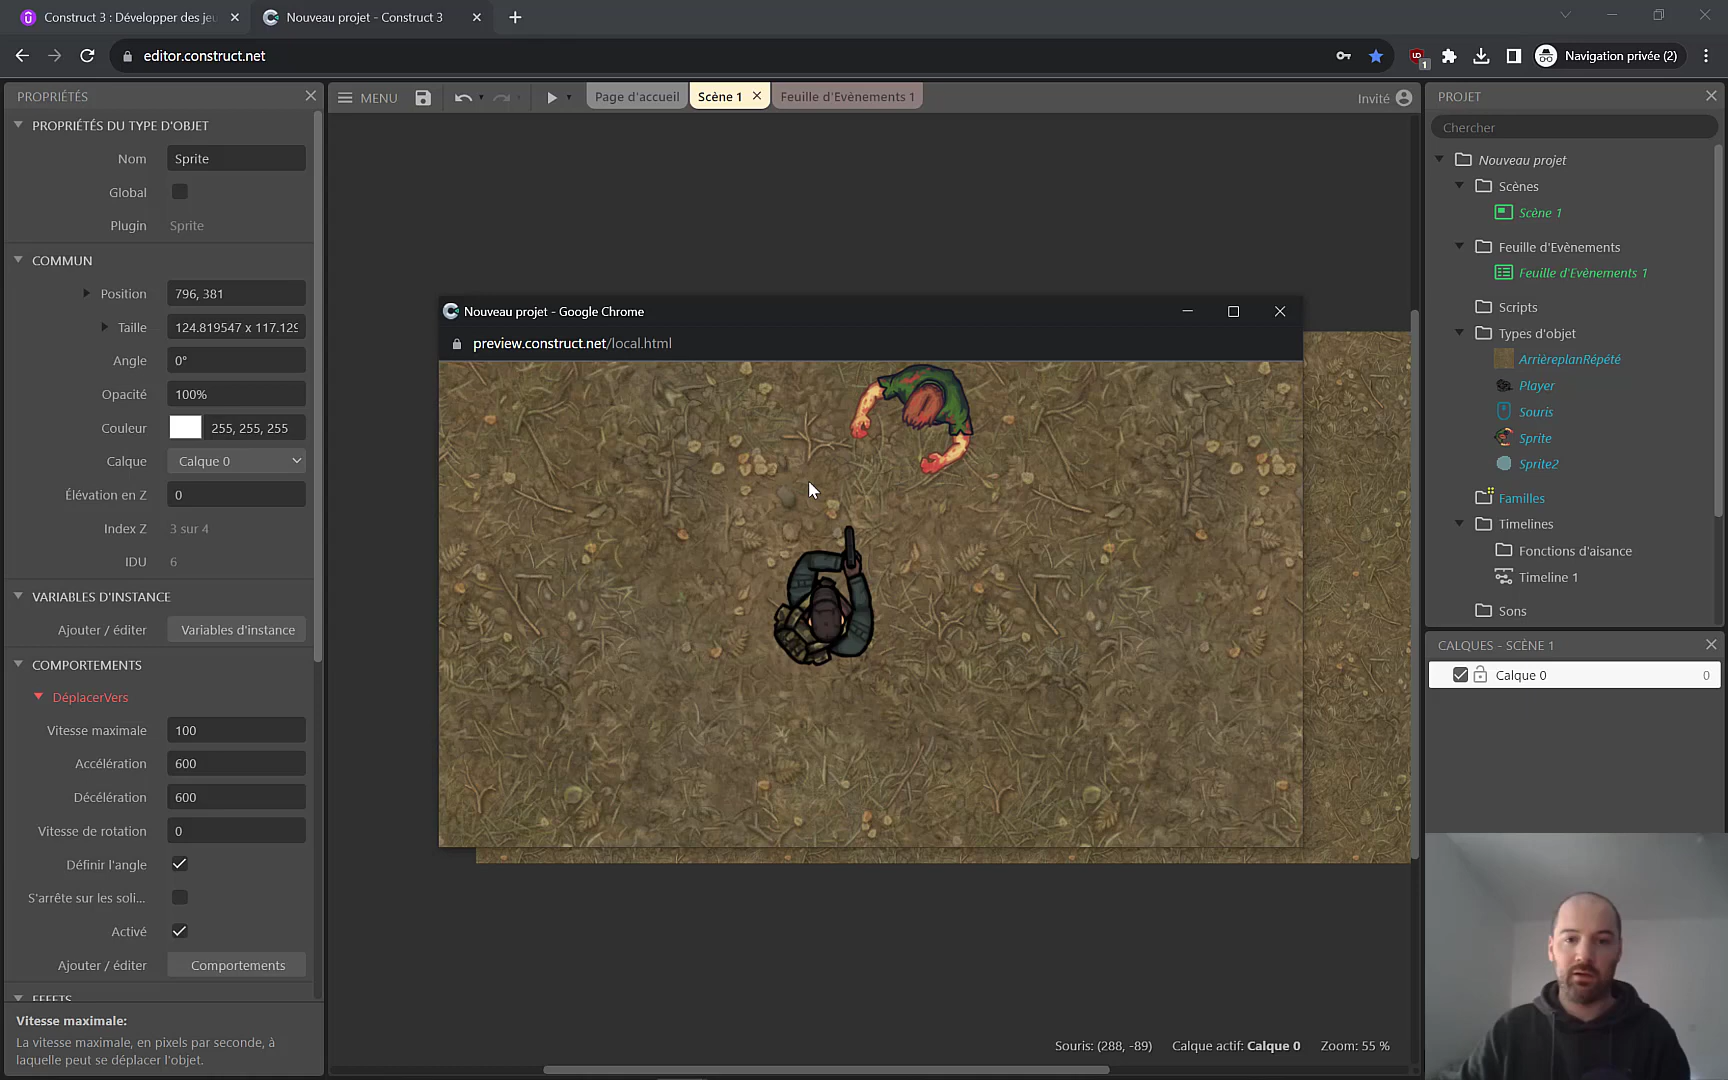 Construct 3 : Développer des jeu
Nouveau projet - Construct 3
editor.construct.net
Navigation privée (2)
PROPRIÉTÉS
PROPRIÉTÉS DU TYPE D'OBJET
Nom Sprite
Global
Plugin Sprite
COMMUN
Position 796, 381
Taille 124.819547 x 117.129
Angle 0°
Opacité 100%
Couleur 255, 255, 255
Calque Calque 0
Élévation en Z 0
Index Z 3 sur 4
IDU 6
VARIABLES D'INSTANCE
Ajouter / éditer Variables d'instance
COMPORTEMENTS
DéplacerVers
Vitesse maximale 100
Accélération 600
Décélération 600
Vitesse de rotation 0
Définir l'angle
S'arrête sur les soli...
Activé
Ajouter / éditer Comportements
EFFETS
Vitesse maximale:
La vitesse maximale, en pixels par seconde, à
laquelle peut se déplacer l'objet.
MENU
Page d'accueil
Scène 1
Feuille d'Evènements 1
Invité
Nouveau projet - Google Chrome
preview.construct.net/local.html
Souris: (288, -89) Calque actif: Calque 0 Zoom: 55 %
PROJET
Chercher
Nouveau projet
Scènes
Scène 1
Feuille d'Evènements
Feuille d'Evènements 1
Scripts
Types d'objet
ArrièreplanRépété
Player
Souris
Sprite
Sprite2
Familles
Timelines
Fonctions d'aisance
Timeline 1
Sons
CALQUES - SCÈNE 1
Calque 0 0